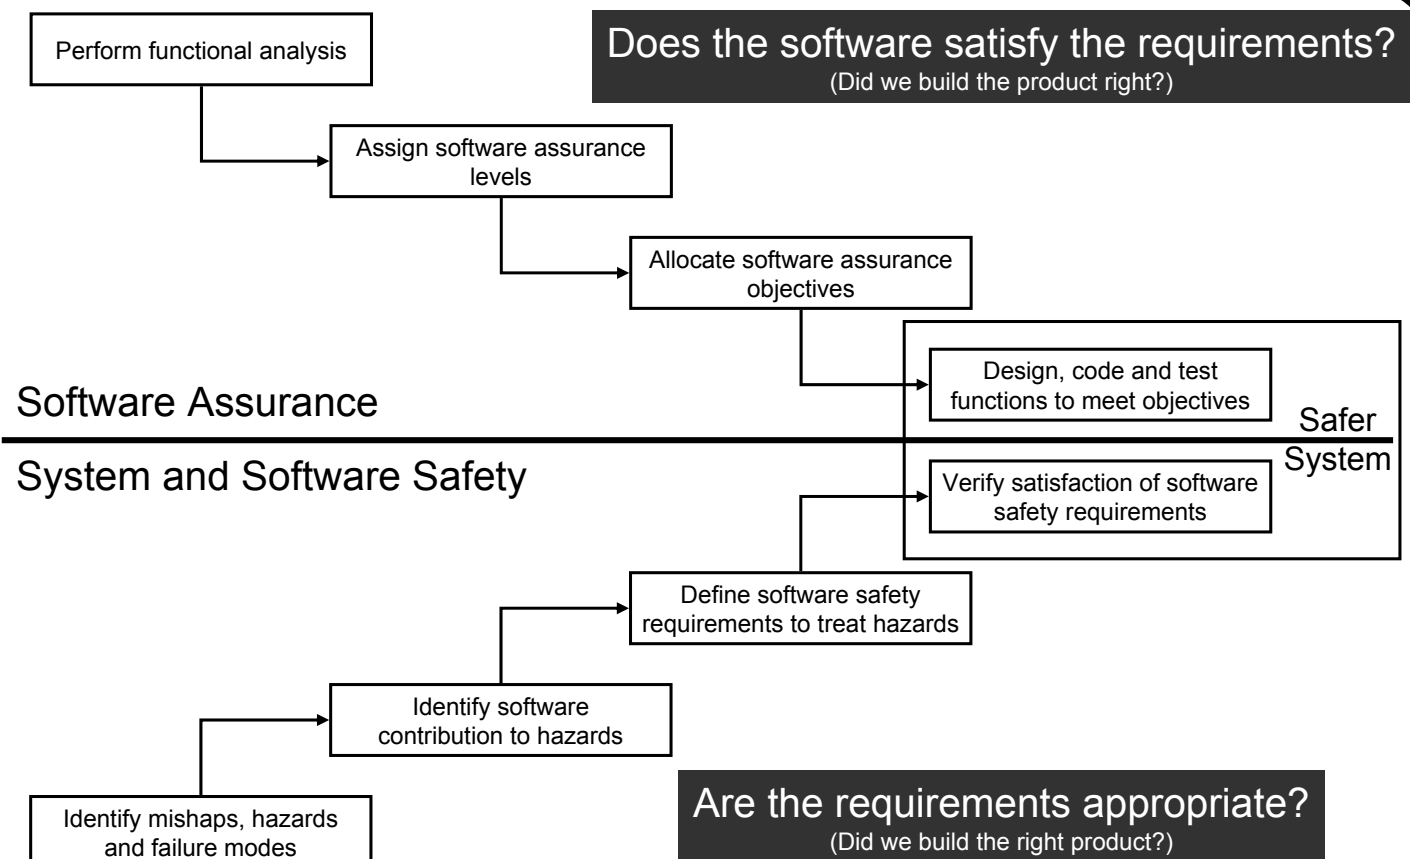 Perform functional analysis
Does the software satisfy the requirements?
(Did we build the product right?)
Assign software assurance
levels
Allocate software assurance
objectives
Design, code and test
functions to meet objectives
Software Assurance
Safer
System and Software Safety
System
Verify satisfaction of software
safety requirements
Define software safety
requirements to treat hazards
Identify software
contribution to hazards
Identify mishaps, hazards
and failure modes
Are the requirements appropriate?
(Did we build the right product?)